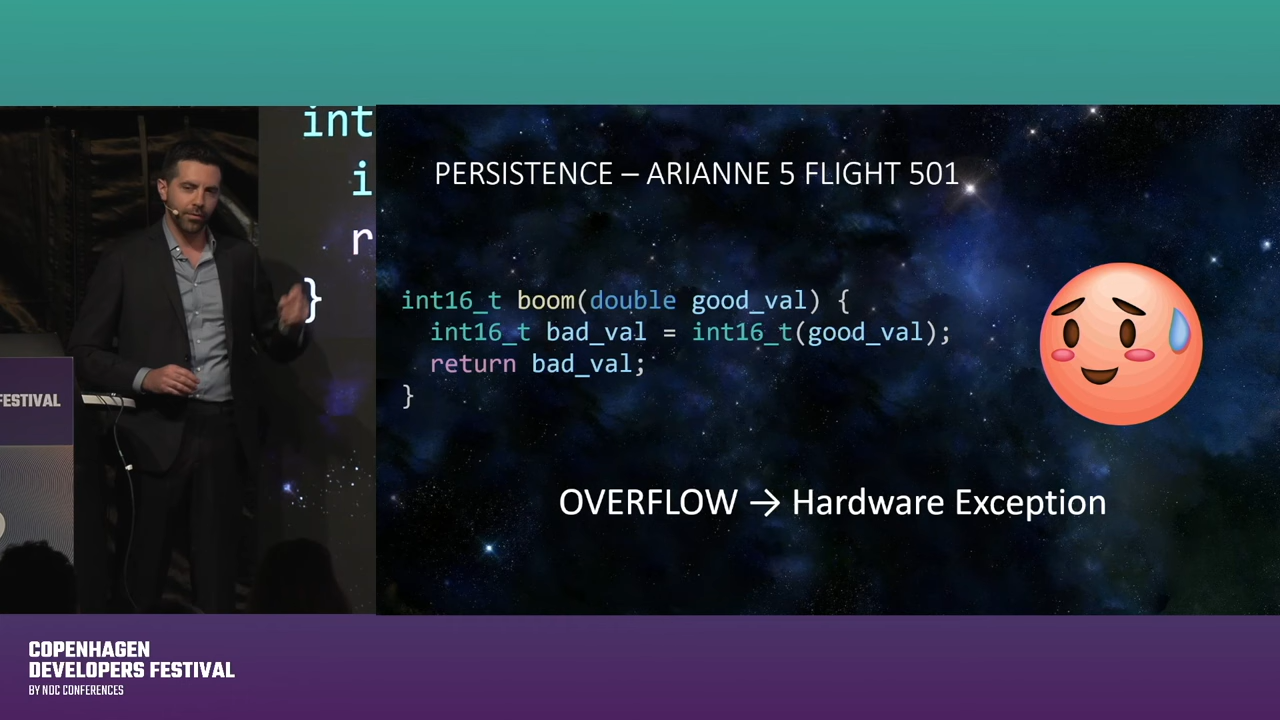 int
i
r
}
FESTIVAL
PERSISTENCE – ARIANNE 5 FLIGHT 501
int16_t boom(double good_val) {
int16_t bad_val = int16_t(good_val);
return bad_val;
}
OVERFLOW → Hardware Exception
COPENHAGEN
DEVELOPERS FESTIVAL
BY NDC CONFERENCES